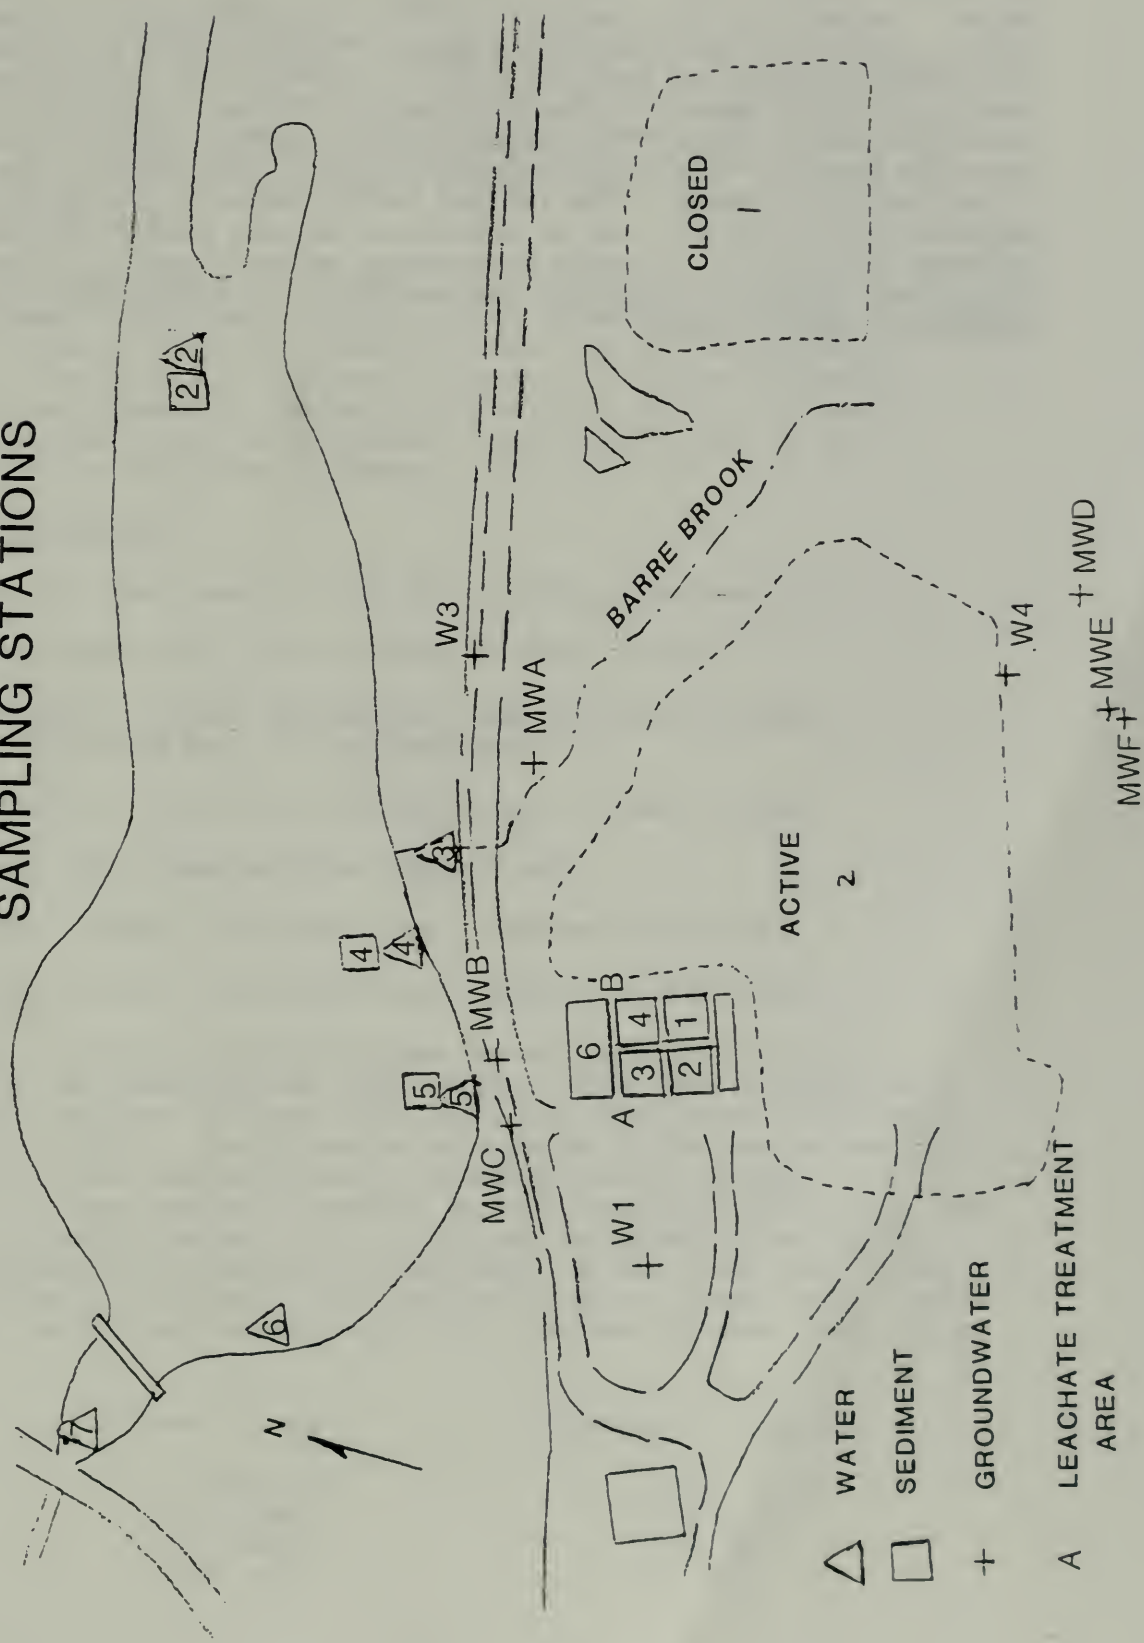 SAMPLING STATIONS
7
6
5
5
4
4
3
2
2
N
MWC
MWB
MWA
W3
W1
A
B
6
3
4
2
1
BARRE BROOK
CLOSED
1
ACTIVE
2
W4
MWF
MWE
MWD
WATER
SEDIMENT
GROUNDWATER
A LEACHATE TREATMENT
AREA